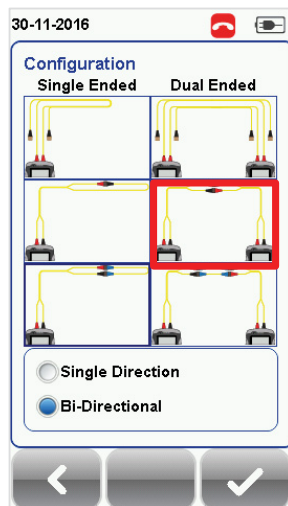 30-11-2016
Configuration
Single Ended Dual Ended
Single Direction
Bi-Directional